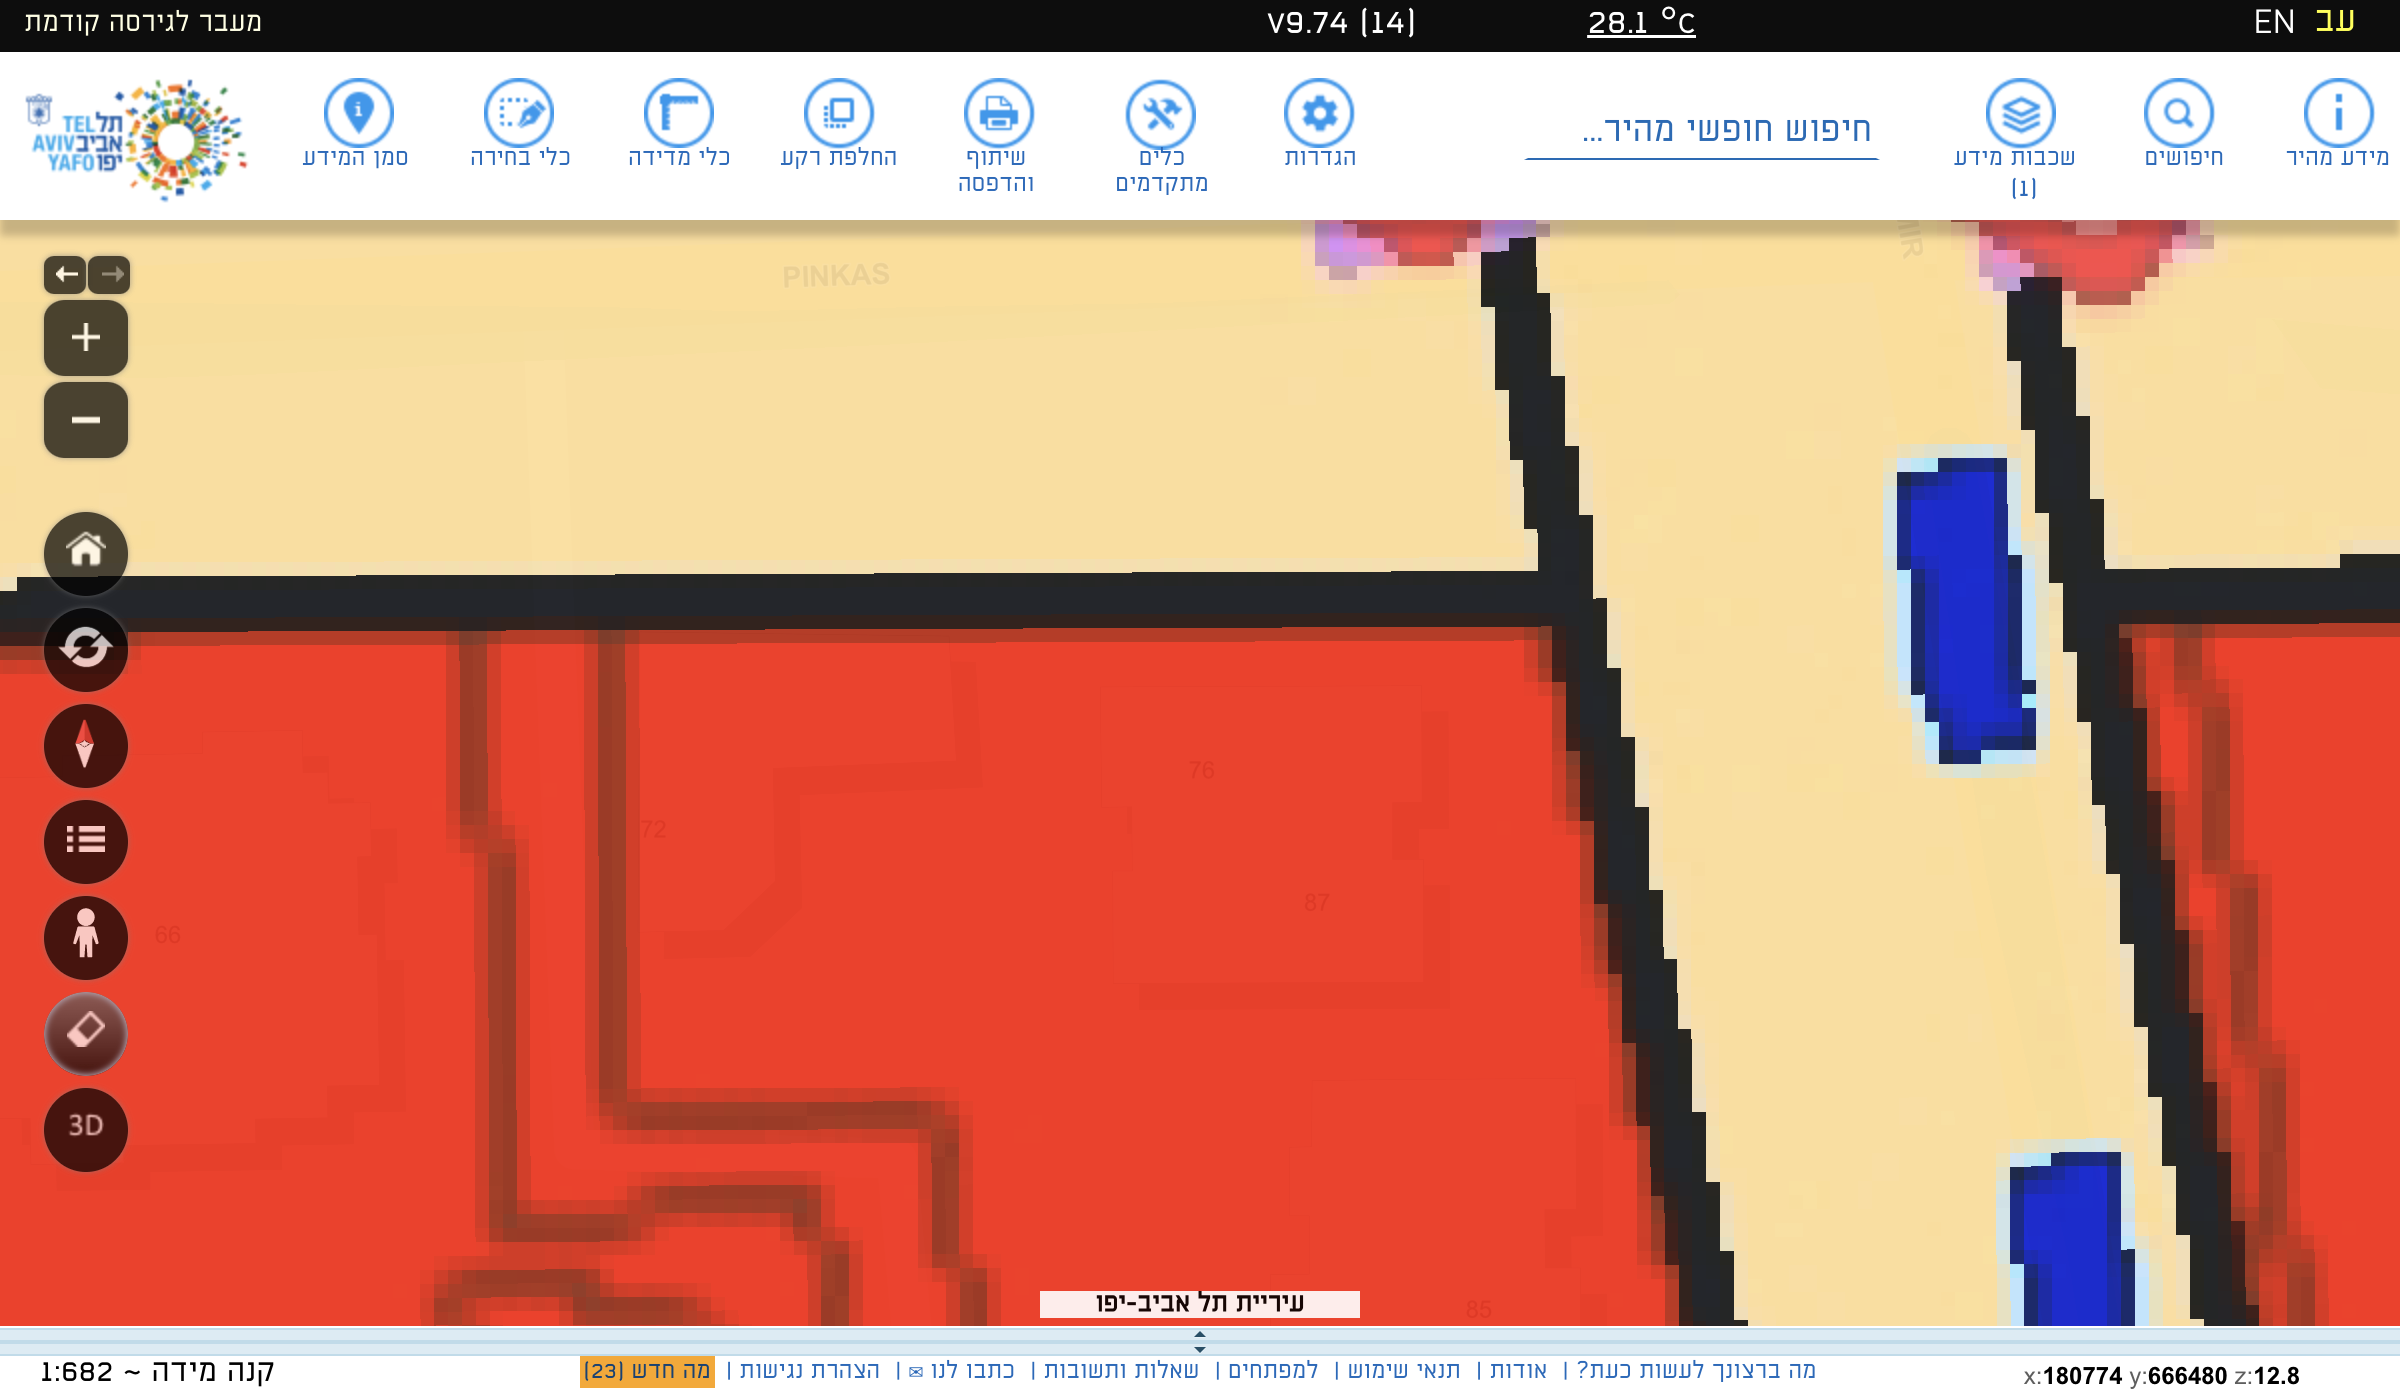 מעבר לגירסה קודמת
V9.74 (14)
28.1 °C
EN עב
תל
TEL
אביב
AVIV
יפו
YAFO
סמן המידע
כלי בחירה
כלי מדידה
החלפת רקע
שיתוף
והדפסה
כלים
מתקדמים
הגדרות
חיפוש חופשי מהיר...
שכבות מידע
(1)
חיפושים
מידע מהיר
PINKAS
72
76
87
66
85
3D
עיריית תל אביב-יפו
קנה מידה ~ 1:682
מה ברצונך לעשות כעת? | אודות | תנאי שימוש | למפתחים | שאלות ותשובות | כתבו לנו ✉ | הצהרת נגישות | מה חדש (23)
x:180774 y:666480 z:12.8